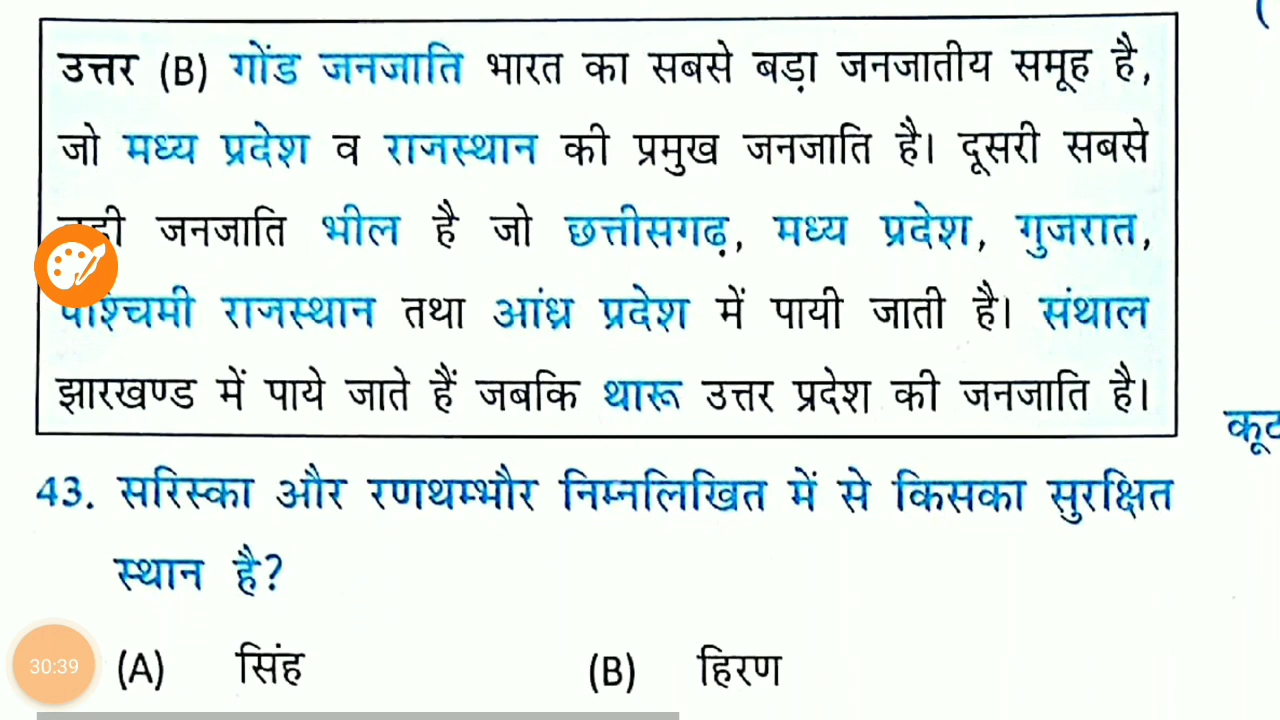 उत्तर (B) गोंड जनजाति भारत का सबसे बड़ा जनजातीय समूह है,
जो मध्य प्रदेश व राजस्थान की प्रमुख जनजाति है। दूसरी सबसे
जनजाति भील है जो छत्तीसगढ़, मध्य प्रदेश, गुजरात,
पश्चिमी राजस्थान तथा आंध्र प्रदेश में पायी जाती है। संथाल
झारखण्ड में पाये जाते हैं जबकि थारू उत्तर प्रदेश की जनजाति है।
43. सरिस्का और रणथम्भौर निम्नलिखित में से किसका सुरक्षित
स्थान है?
(A) सिंह (B) हिरण
30:39